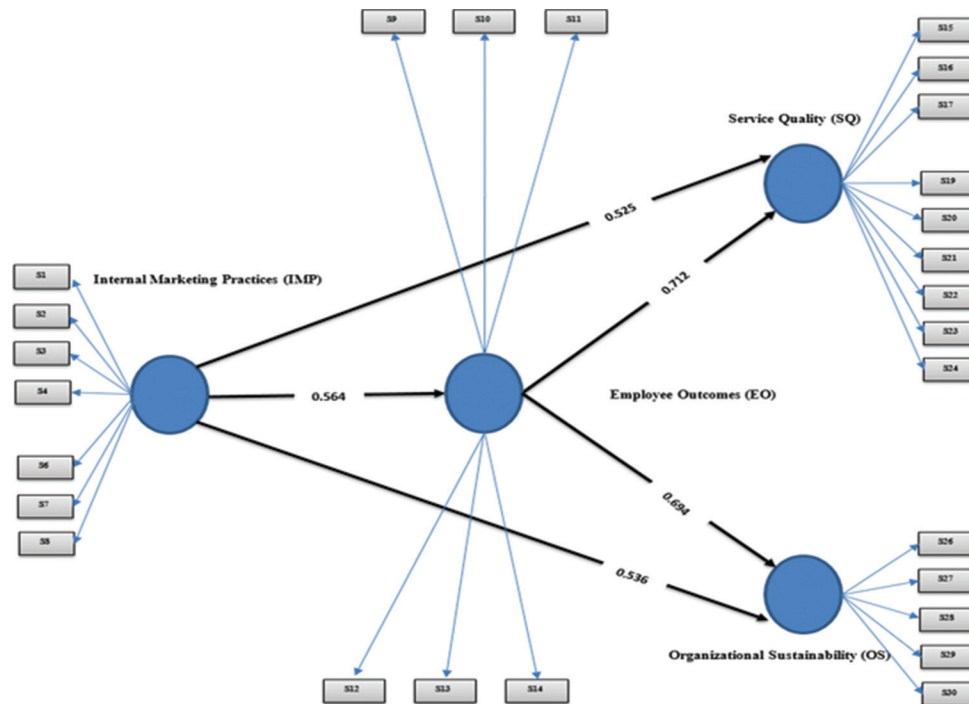 S9
S10
S11
S15
S16
S17
Service Quality (SQ)
S19
S20
S21
S22
S23
S24
0.525
0.712
Internal Marketing Practices (IMP)
S1
S2
S3
S4
S6
S7
S8
0.564
Employee Outcomes (EO)
0.694
0.536
S26
S27
S28
S29
S30
Organizational Sustainability (OS)
S12
S13
S14